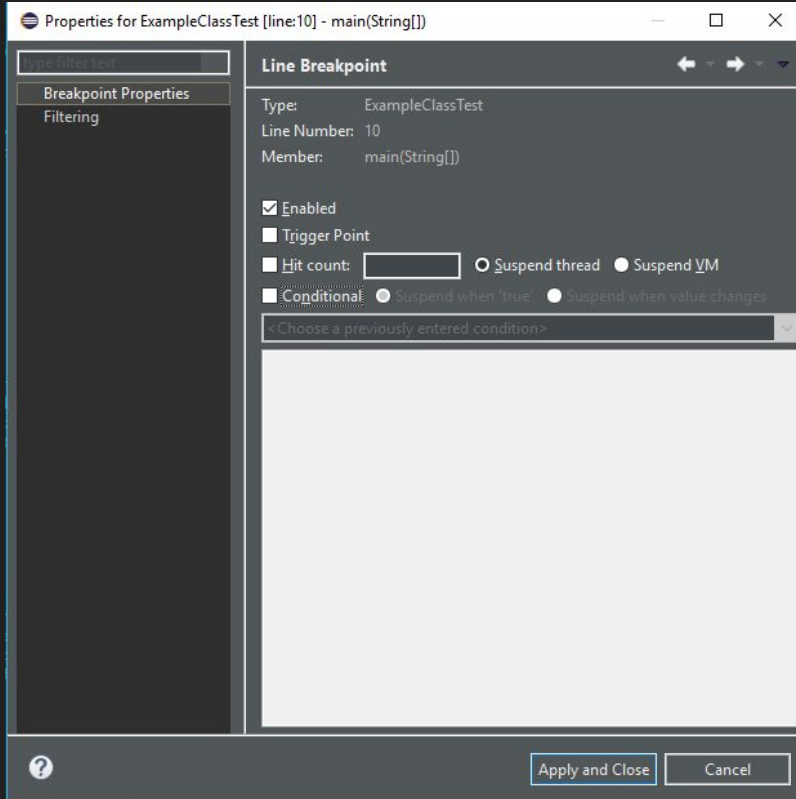 Properties for ExampleClassTest [line:10] - main(String[])
type filter text
Breakpoint Properties
Filtering
Line Breakpoint
Type: ExampleClassTest
Line Number: 10
Member: main(String[])
Enabled
Trigger Point
Hit count: Suspend thread Suspend VM
Conditional Suspend when 'true' Suspend when value changes
<Choose a previously entered condition>
?
Apply and Close Cancel